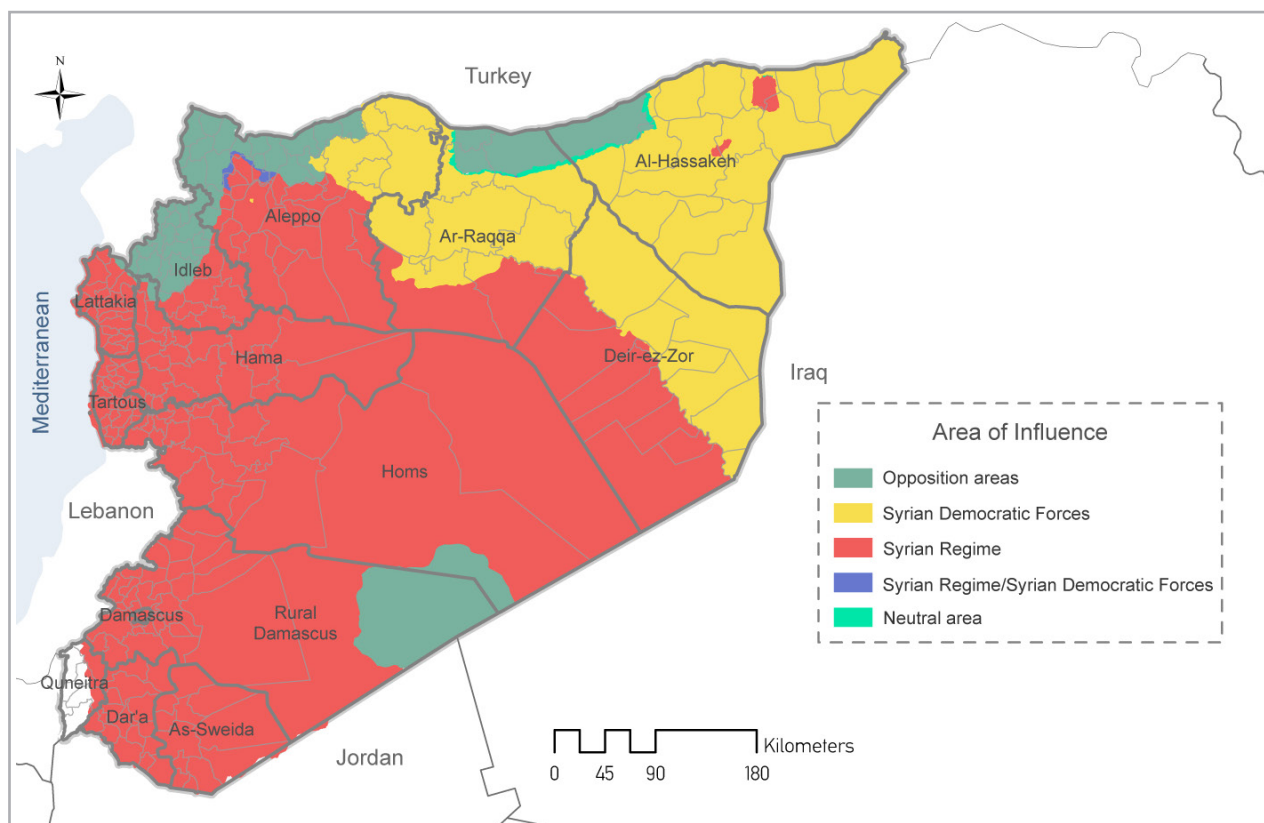 N
Turkey
Al-Hassakeh
Aleppo
Ar-Raqqa
Idleb
Lattakia
Mediterranean
Hama
Deir-ez-Zor
Iraq
Tartous
Homs
Lebanon
Damascus
Rural
Damascus
Quneitra
Dar'a
As-Sweida
Jordan
Area of Influence
Opposition areas
Syrian Democratic Forces
Syrian Regime
Syrian Regime/Syrian Democratic Forces
Neutral area
Kilometers
0 45 90 180